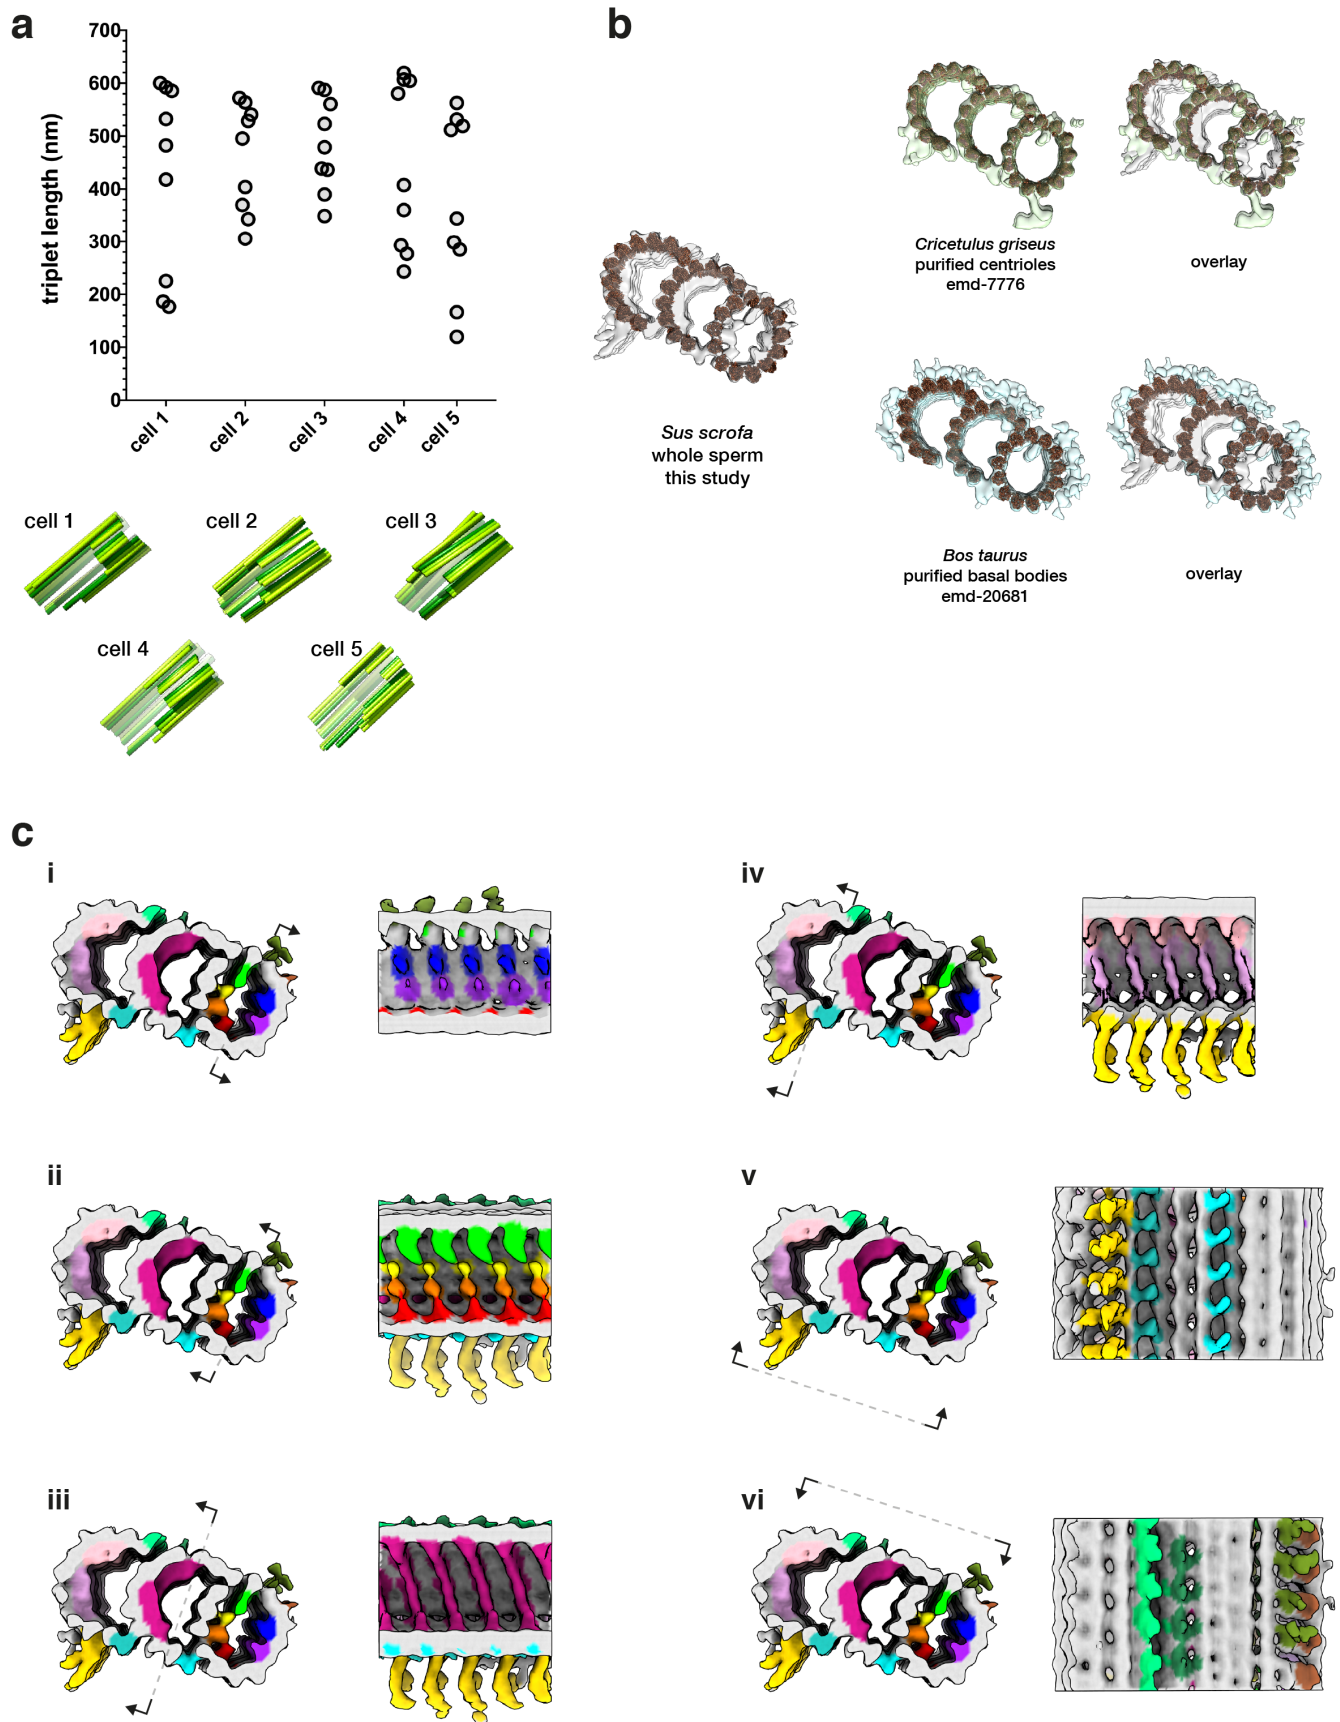 a
b
700
600
500
400
300
200
100
0
triplet length (nm)
cell 1
cell 2
cell 3
cell 4
cell 5
cell 1
cell 2
cell 3
cell 4
cell 5
Sus scrofa
whole sperm
this study
Cricetulus griseus
purified centrioles
emd-7776
overlay
Bos taurus
purified basal bodies
emd-20681
overlay
c
i
iv
ii
v
iii
vi